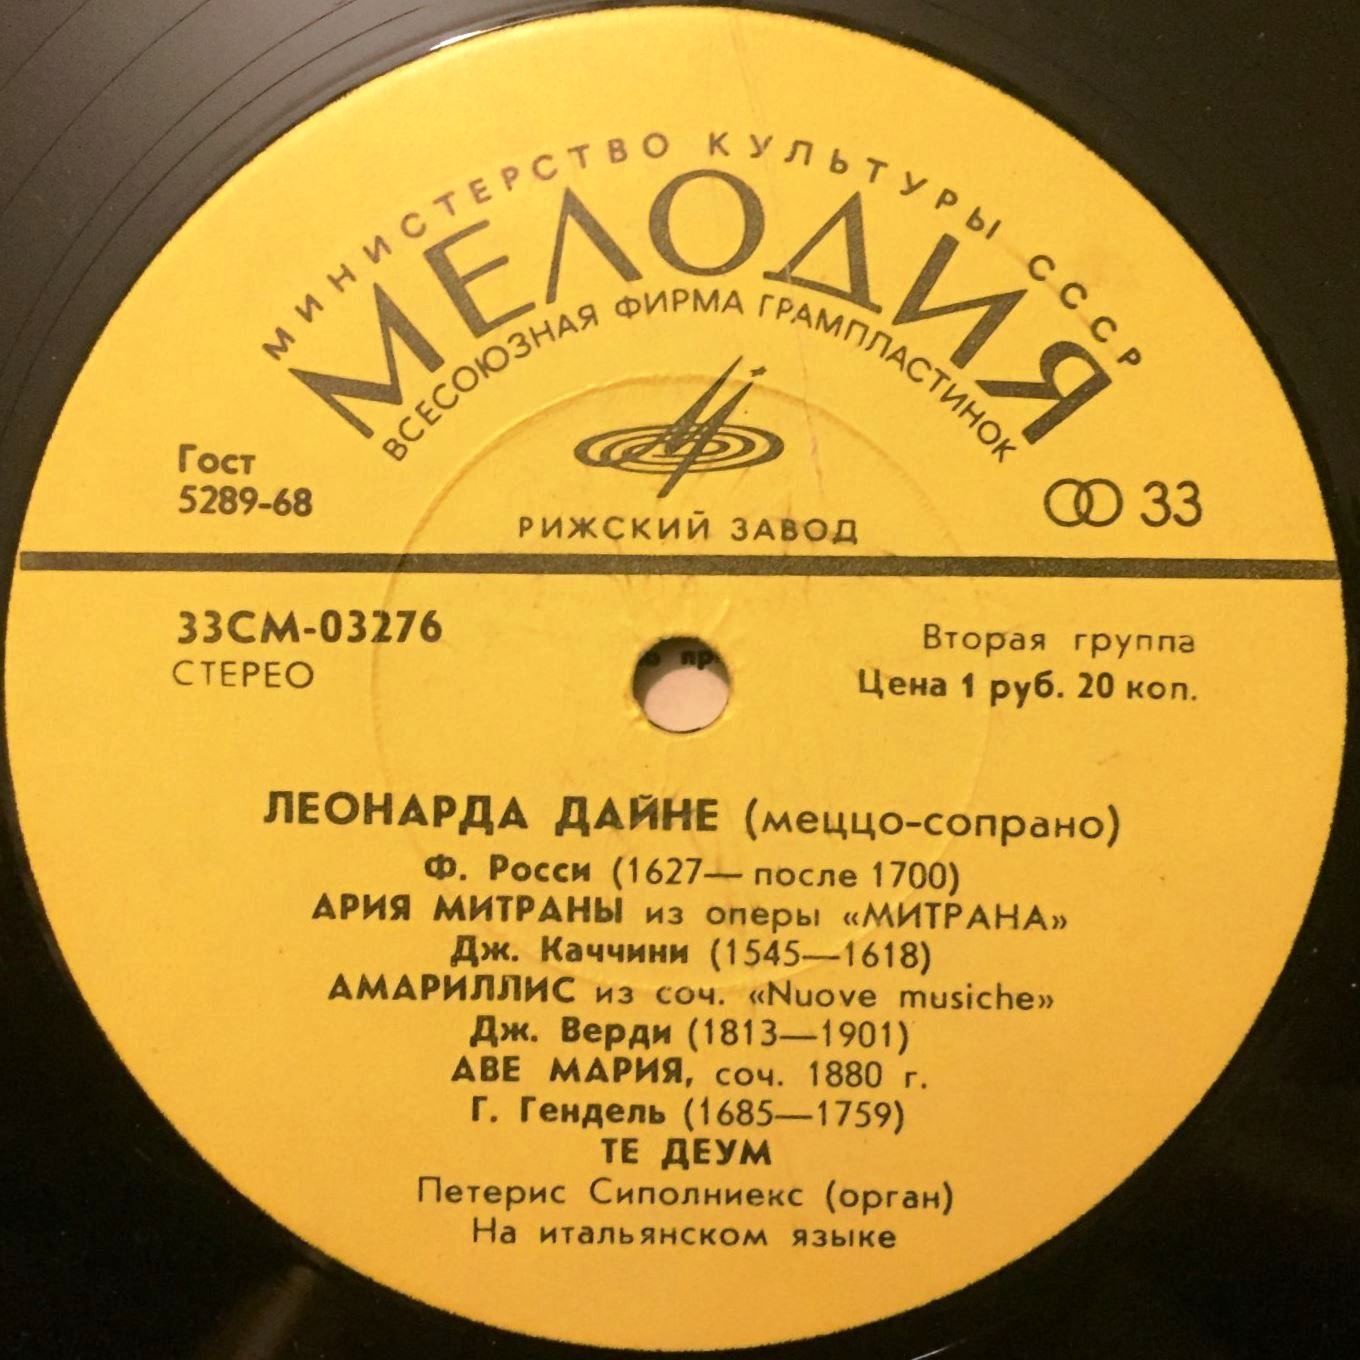 МИНИСТЕРСТВО КУЛЬТУРЫ СССР
МЕЛОДИЯ
ВСЕСОЮЗНАЯ ФИРМА ГРАМПЛАСТИНОК
Гост
5289-68
33
РИЖСКИЙ ЗАВОД
33СМ-03276
СТЕРЕО
Вторая группа
Цена 1 руб. 20 коп.
ЛЕОНАРДА ДАЙНЕ (меццо-сопрано)
Ф. Росси (1627—после 1700)
АРИЯ МИТРАНЫ из оперы «МИТРАНА»
Дж. Каччини (1545—1618)
АМАРИЛЛИС из соч. «Nuove musiche»
Дж. Верди (1813—1901)
АВЕ МАРИЯ, соч. 1880 г.
Г. Гендель (1685—1759)
ТЕ ДЕУМ
Петерис Сиполниекс (орган)
На итальянском языке